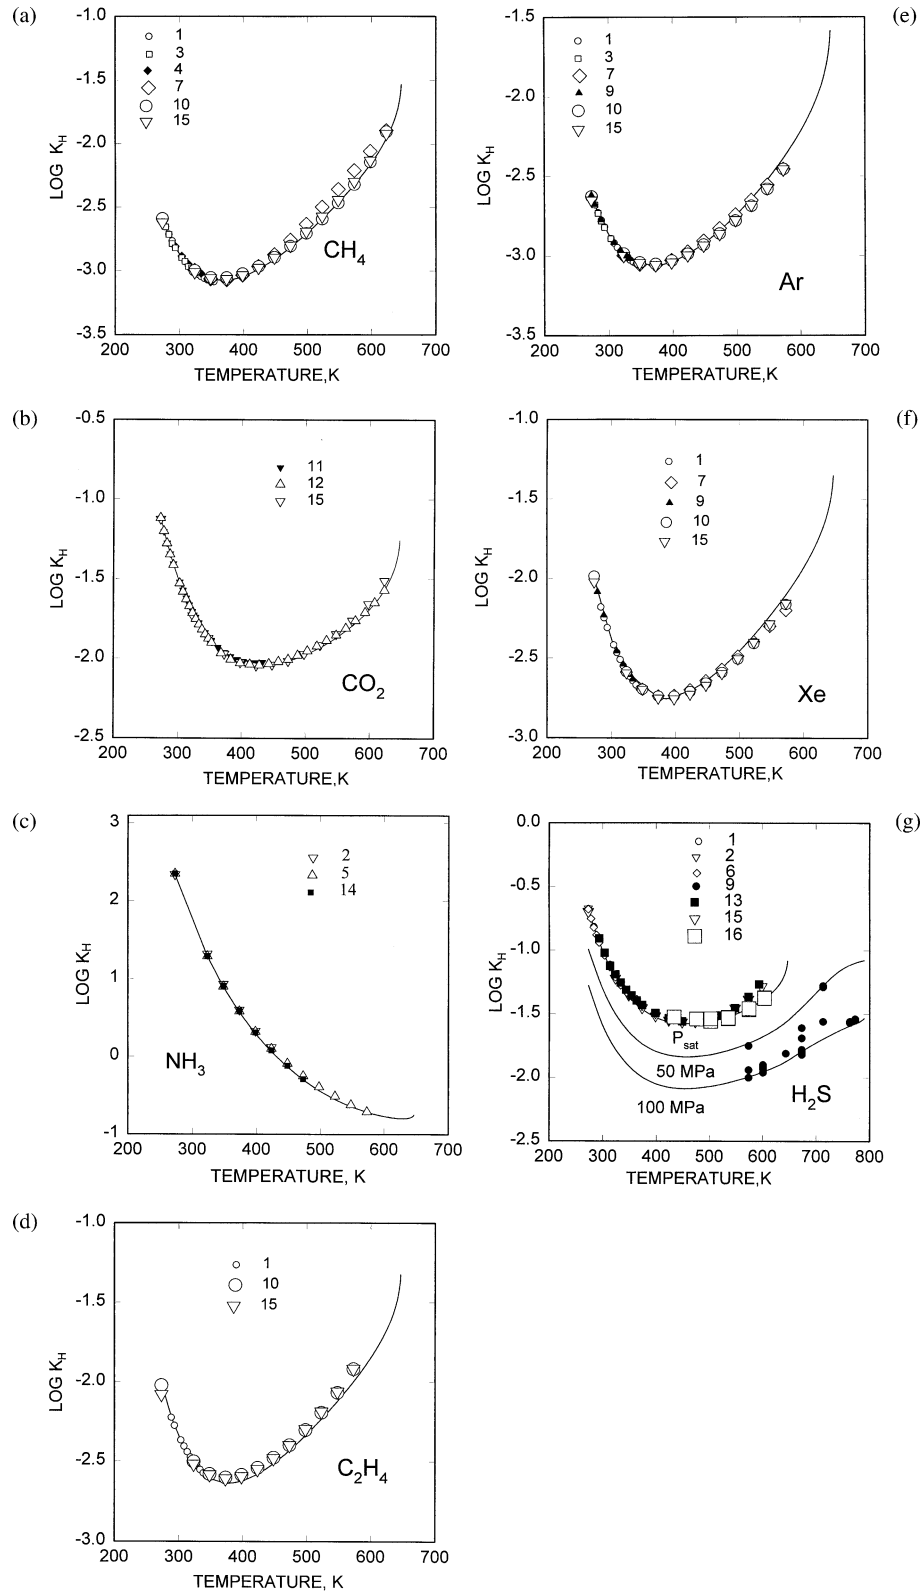 (a)
-1.0
-1.5
-2.0
-2.5
-3.0
-3.5
LOG K_H
1
3
4
7
10
15
CH4
200 300 400 500 600 700
TEMPERATURE,K
(e)
-1.5
-2.0
-2.5
-3.0
-3.5
LOG K_H
1
3
7
9
10
15
Ar
200 300 400 500 600 700
TEMPERATURE,K
(b)
-0.5
-1.0
-1.5
-2.0
-2.5
LOG K_H
11
12
15
CO2
200 300 400 500 600 700
TEMPERATURE,K
(f)
-1.0
-1.5
-2.0
-2.5
-3.0
LOG K_H
1
7
9
10
15
Xe
200 300 400 500 600 700
TEMPERATURE,K
(c)
3
2
1
0
-1
LOG K_H
2
5
14
NH3
200 300 400 500 600 700
TEMPERATURE, K
(g)
0.0
-0.5
-1.0
-1.5
-2.0
-2.5
LOG K_H
1
2
6
9
13
15
16
P_sat
50 MPa
100 MPa
H2S
200 300 400 500 600 700 800
TEMPERATURE,K
(d)
-1.0
-1.5
-2.0
-2.5
-3.0
LOG K_H
1
10
15
C2H4
200 300 400 500 600 700
TEMPERATURE, K